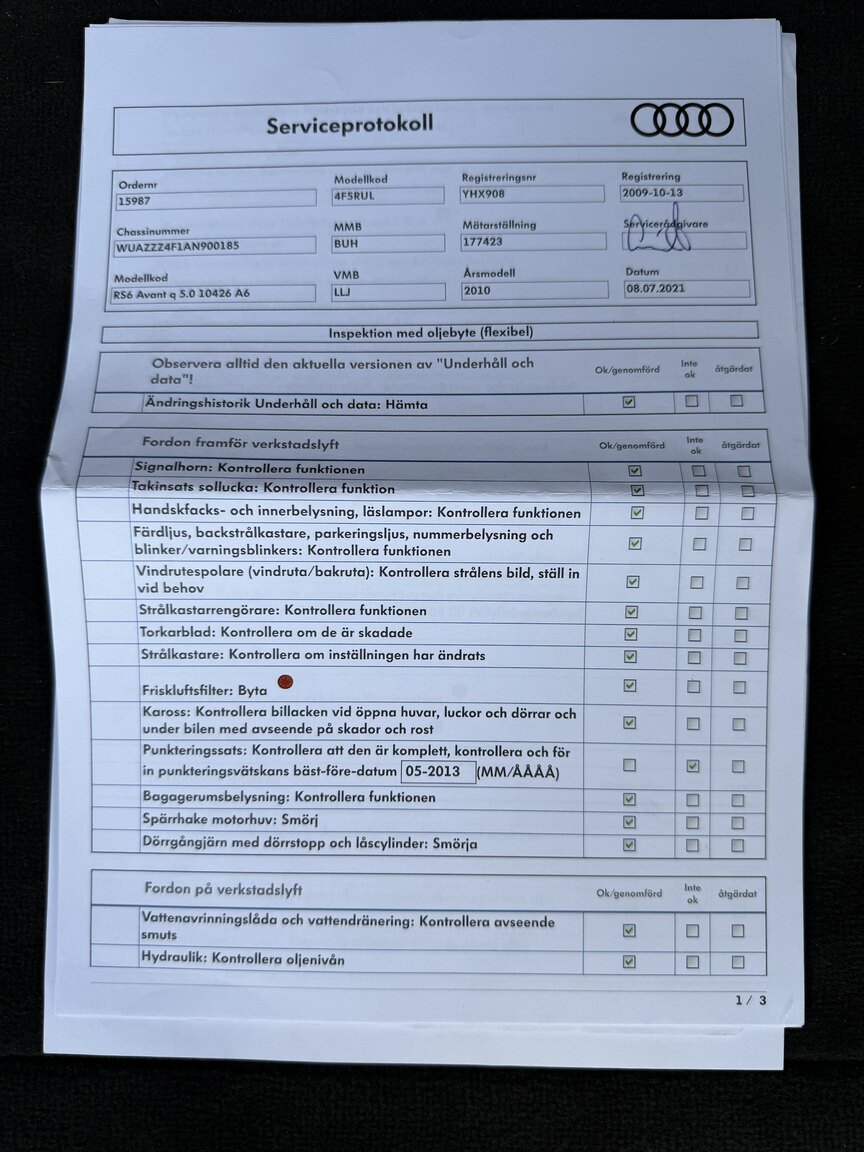 Serviceprotokoll
Ordernr
Modellkod
Registreringsnr
Registrering
15987
4F5RUL
YHX908
2009-10-13
Chassinummer
MMB
Mätarställning
Servicerådgivare
WUAZZZ4F1AN900185
BUH
177423
Modellkod
VMB
Årsmodell
Datum
RS6 Avant q 5.0 10426 A6
LLJ
2010
08.07.2021
Inspektion med oljebyte (flexibel)
Observera alltid den aktuella versionen av "Underhåll och
data"!
Ok/genomförd
Inte
ok
åtgärdat
Ändringshistorik Underhåll och data: Hämta
Fordon framför verkstadslyft
Ok/genomförd
Inte
ok
åtgärdat
Signalhorn: Kontrollera funktionen
Takinsats sollucka: Kontrollera funktion
Handskfacks- och innerbelysning, läslampor: Kontrollera funktionen
Färdljus, backstrålkastare, parkeringsljus, nummerbelysning och
blinker/varningsblinkers: Kontrollera funktionen
Vindrutespolare (vindruta/bakruta): Kontrollera strålens bild, ställ in
vid behov
Strålkastarrengörare: Kontrollera funktionen
Torkarblad: Kontrollera om de är skadade
Strålkastare: Kontrollera om inställningen har ändrats
Friskluftsfilter: Byta
Kaross: Kontrollera billacken vid öppna huvar, luckor och dörrar och
under bilen med avseende på skador och rost
Punkteringssats: Kontrollera att den är komplett, kontrollera och för
in punkteringsvätskans bäst-före-datum 05-2013 (MM/ÅÅÅÅ)
Bagagerumsbelysning: Kontrollera funktionen
Spärrhake motorhuv: Smörj
Dörrgångjärn med dörrstopp och låscylinder: Smörja
Fordon på verkstadslyft
Ok/genomförd
Inte
ok
åtgärdat
Vattenavrinningslåda och vattendränering: Kontrollera avseende
smuts
Hydraulik: Kontrollera oljenivån
1 / 3